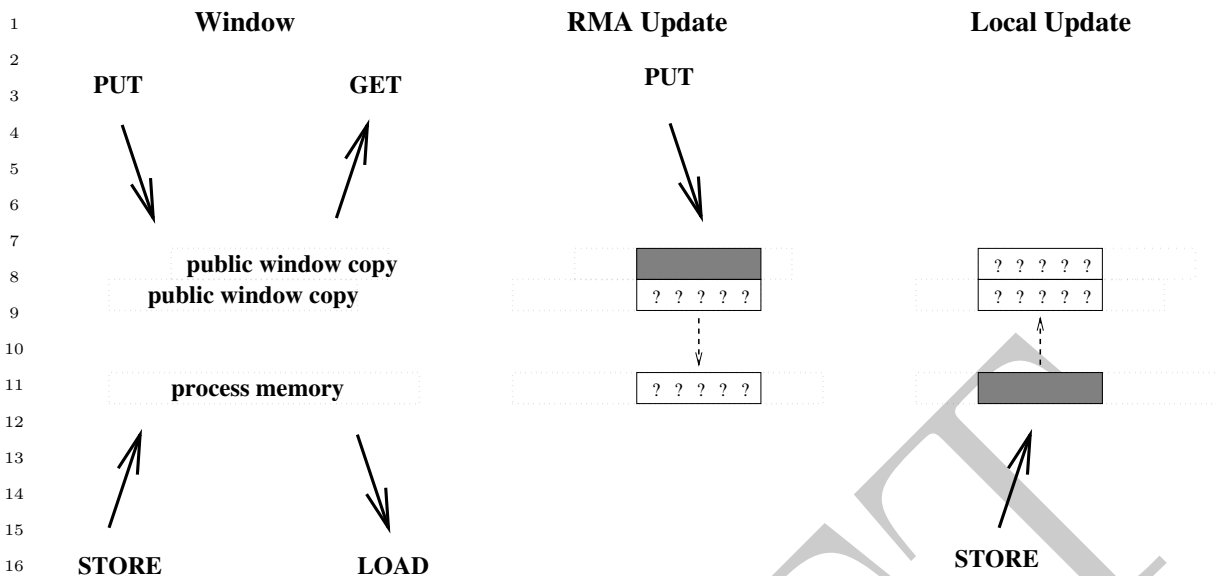 1 Window RMA Update Local Update
2
PUT GET PUT
3
4
5
6
7
public window copy ? ? ? ? ?
8
public window copy ? ? ? ? ? ? ? ? ? ?
9
10
11 process memory ? ? ? ? ?
12
13
14
15
16 STORE LOAD STORE